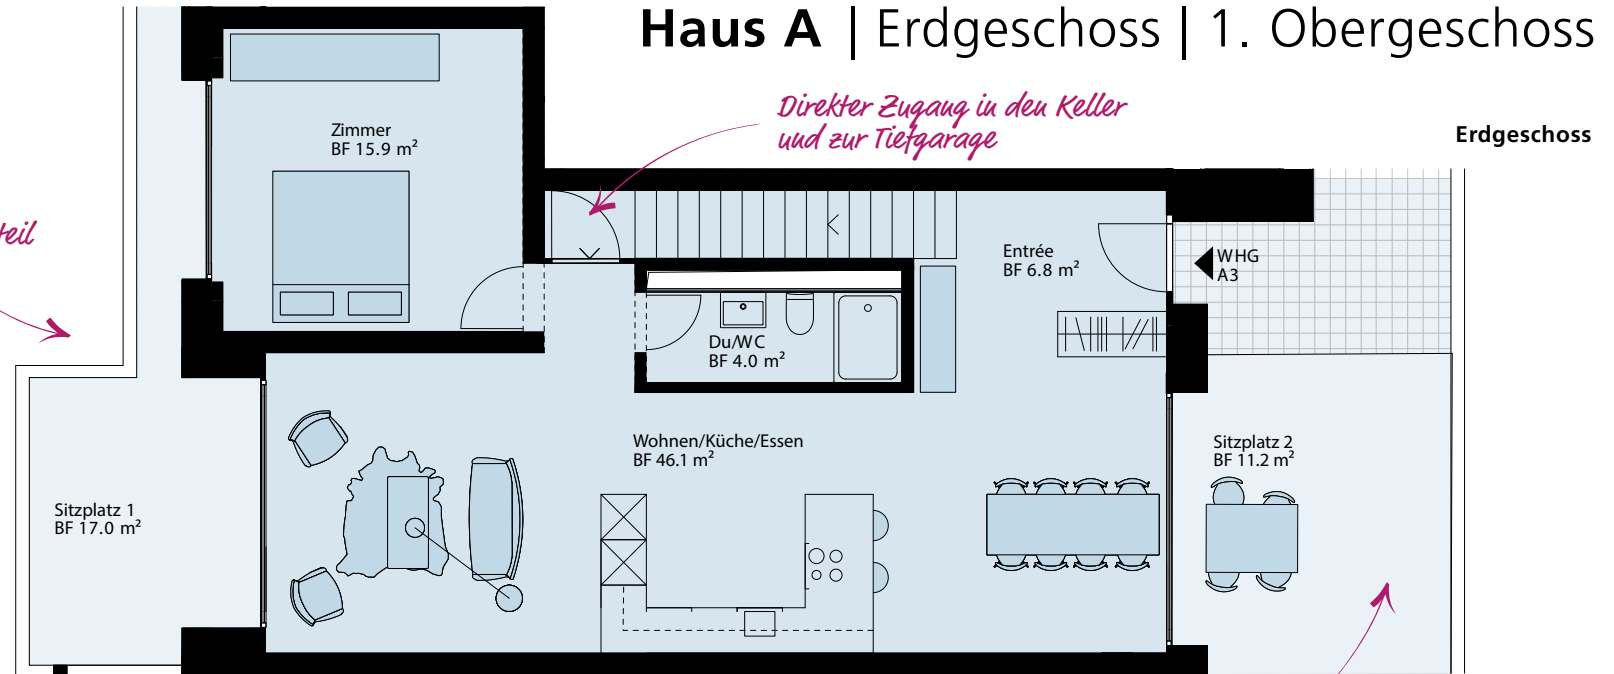 Haus A | Erdgeschoss | 1. Obergeschoss
Direkter Zugang in den Keller
und zur Tiefgarage
Erdgeschoss
Zimmer
BF 15.9 m²
Entrée
BF 6.8 m²
WHG
A3
Du/WC
BF 4.0 m²
Wohnen/Küche/Essen
BF 46.1 m²
Sitzplatz 2
BF 11.2 m²
Sitzplatz 1
BF 17.0 m²